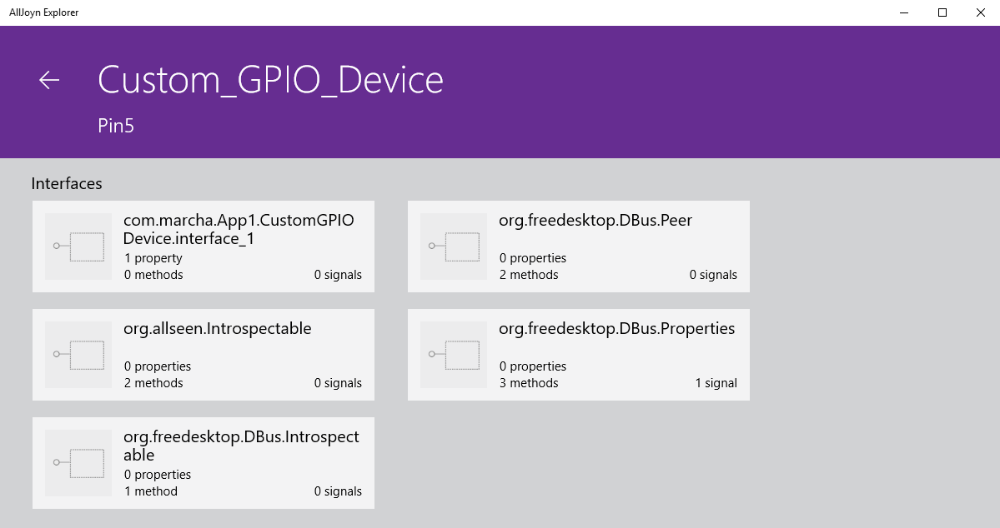 AllJoyn Explorer
Custom_GPIO_Device
Pin5
Interfaces
com.marcha.App1.CustomGPIO
Device.interface_1
1 property
0 methods
0 signals
org.freedesktop.DBus.Peer
0 properties
2 methods
0 signals
org.allseen.Introspectable
0 properties
2 methods
0 signals
org.freedesktop.DBus.Properties
0 properties
3 methods
1 signal
org.freedesktop.DBus.Introspect
able
0 properties
1 method
0 signals